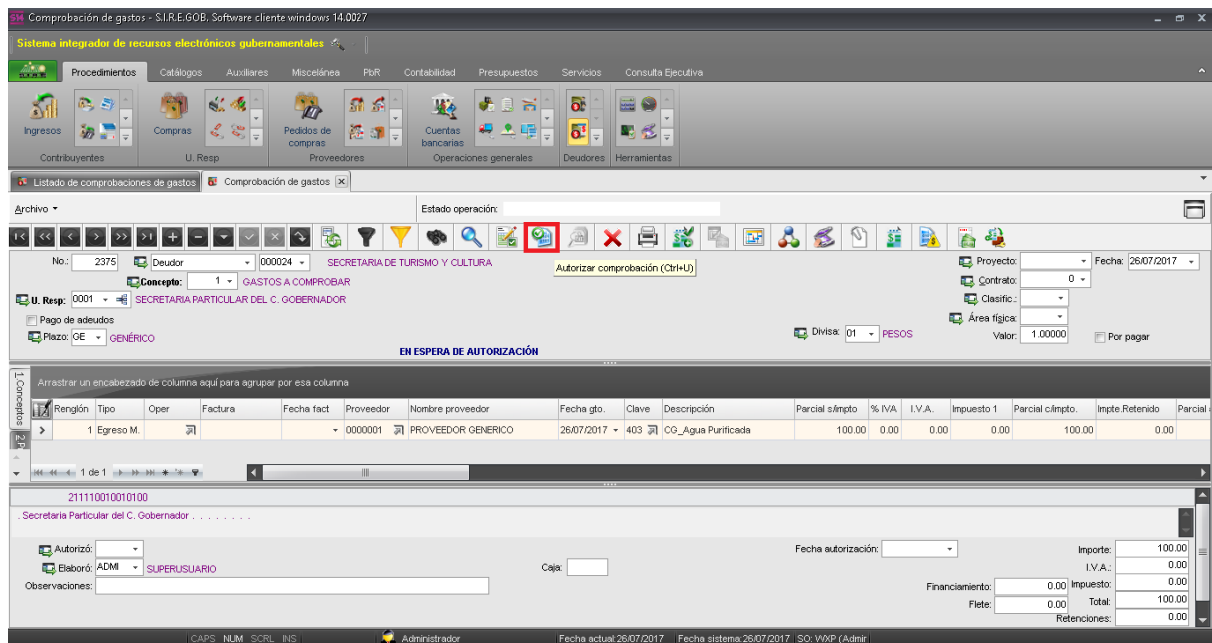 Comprobación de gastos - S.I.R.E.GOB. Software cliente windows 14.0027
Sistema integrador de recursos electrónicos gubernamentales
Procedimientos Catálogos Auxiliares Miscelánea PbR Contabilidad Presupuestos Servicios Consulta Ejecutiva
Ingresos Compras Pedidos de compras Cuentas bancarias
Contribuyentes U. Resp Proveedores Operaciones generales Deudores Herramientas
Listado de comprobaciones de gastos Comprobación de gastos
Archivo Estado operación:
No.: 2375 Deudor 000024 SECRETARIA DE TURISMO Y CULTURA Autorizar comprobación (Ctrl+U) Proyecto: Fecha: 26/07/2017
Concepto: 1 GASTOS A COMPROBAR Contrato: 0
U. Resp: 0001 SECRETARIA PARTICULAR DEL C. GOBERNADOR Clasific.:
Pago de adeudos Área física:
Plazo: GE GENÉRICO Divisa: 01 PESOS Valor: 1.00000 Por pagar
EN ESPERA DE AUTORIZACIÓN
1.Conceptos
2.P
Arrastrar un encabezado de columna aquí para agrupar por esa columna
Renglón Tipo Oper Factura Fecha fact Proveedor Nombre proveedor Fecha gto. Clave Descripción Parcial s/impto % IVA I.V.A. Impuesto 1 Parcial c/impto. Impte.Retenido Parcial
1 Egreso M. 0000001 PROVEEDOR GENERICO 26/07/2017 403 CG_Agua Purificada 100.00 0.00 0.00 0.00 100.00 0.00
1 de 1
211110010010100
. Secretaria Particular del C. Gobernador . . . . . . . .
Autorizó: Fecha autorización: Importe: 100.00
Elaboró: ADMI SUPERUSUARIO Caja: I.V.A.: 0.00
Observaciones: Financiamiento: 0.00 Impuesto: 0.00
Flete: 0.00 Total: 100.00
Retenciones: 0.00
CAPS NUM SCRL INS Administrador Fecha actual:26/07/2017 Fecha sistema:26/07/2017 SO: WXP (Admir